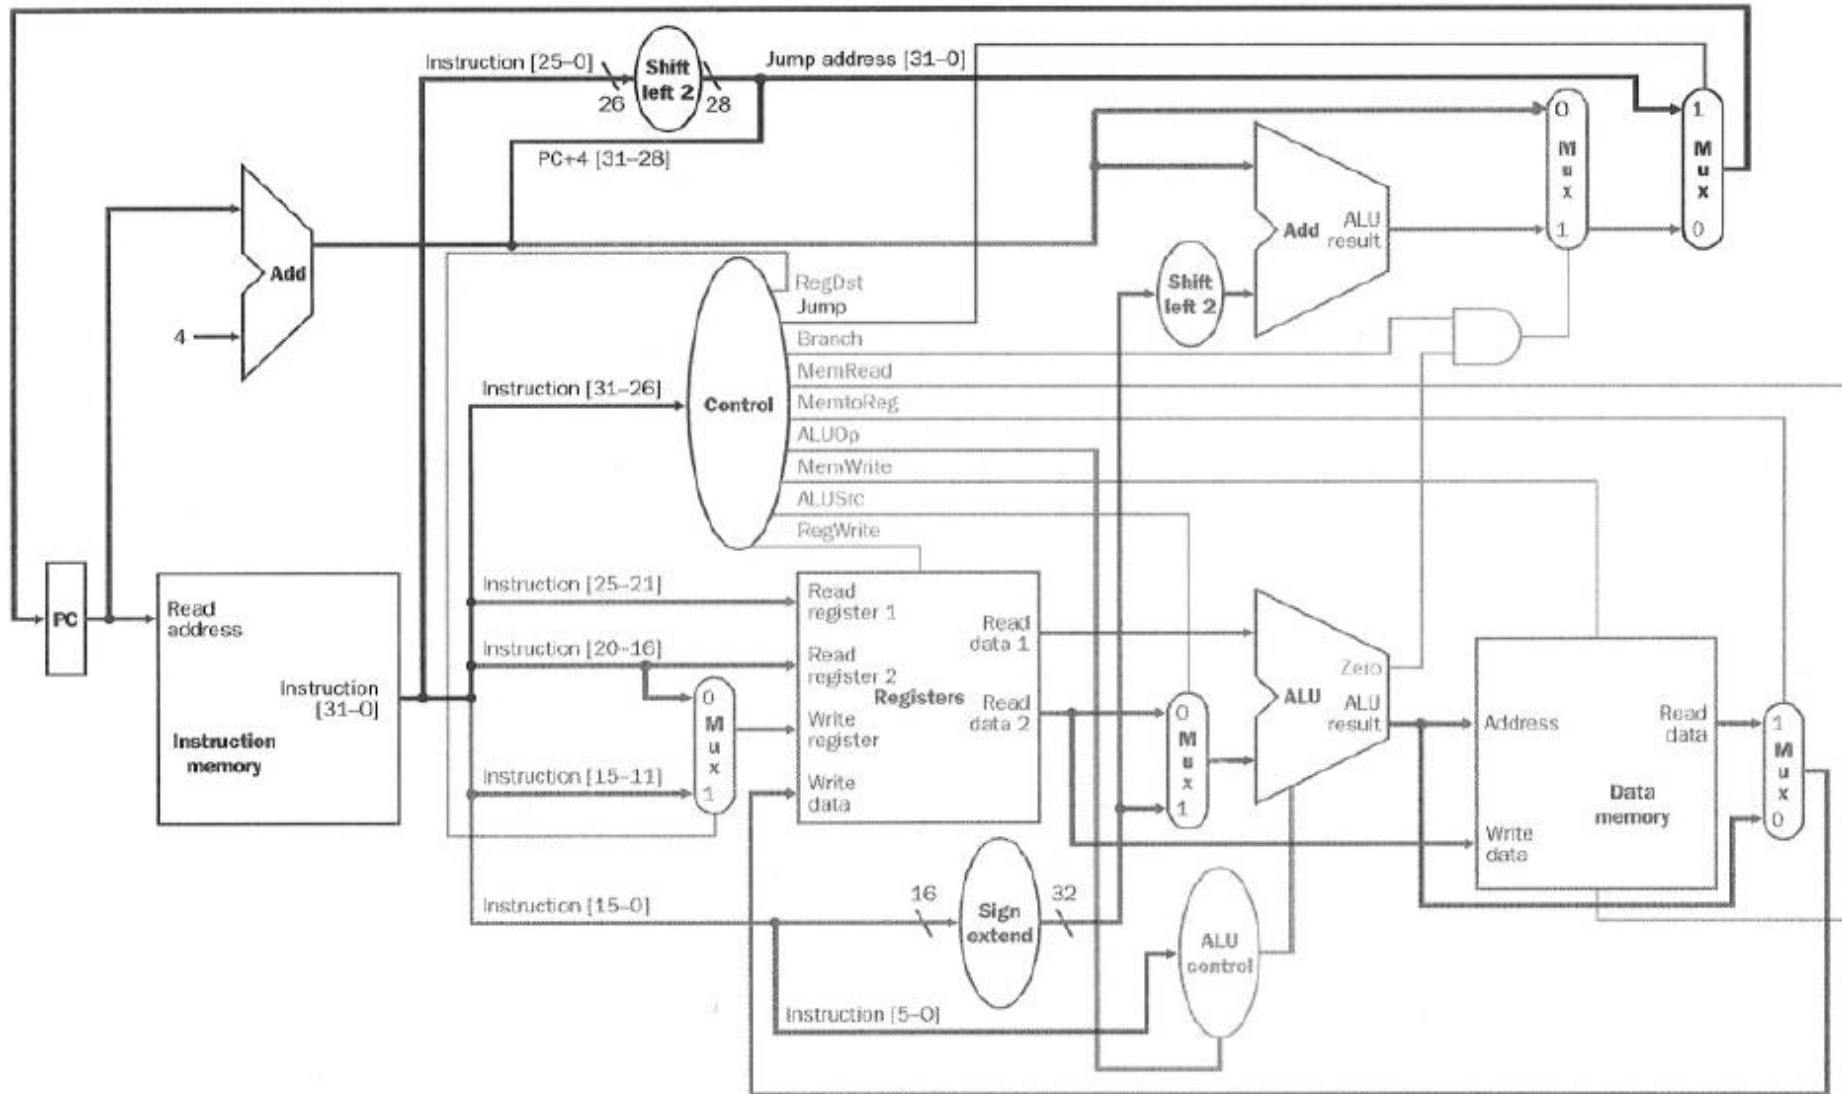 Instruction [25–0]
Shift
left 2
26
28
Jump address [31–0]
PC+4 [31–28]
0
M
u
x
1
1
M
u
x
0
Add
4
Add
ALU
result
Shift
left 2
RegDst
Jump
Branch
MemRead
MemtoReg
ALUOp
MemWrite
ALUSrc
RegWrite
Control
Instruction [31–26]
PC
Read
address
Instruction
[31–0]
Instruction
memory
Instruction [25–21]
Instruction [20–16]
Instruction [15–11]
0
M
u
x
1
Read
register 1
Read
register 2
Write
register
Write
data
Registers
Read
data 1
Read
data 2
0
M
u
x
1
Zero
ALU
ALU
result
Address
Write
data
Read
data
Data
memory
1
M
u
x
0
Instruction [15–0]
16
Sign
extend
32
ALU
control
Instruction [5–0]